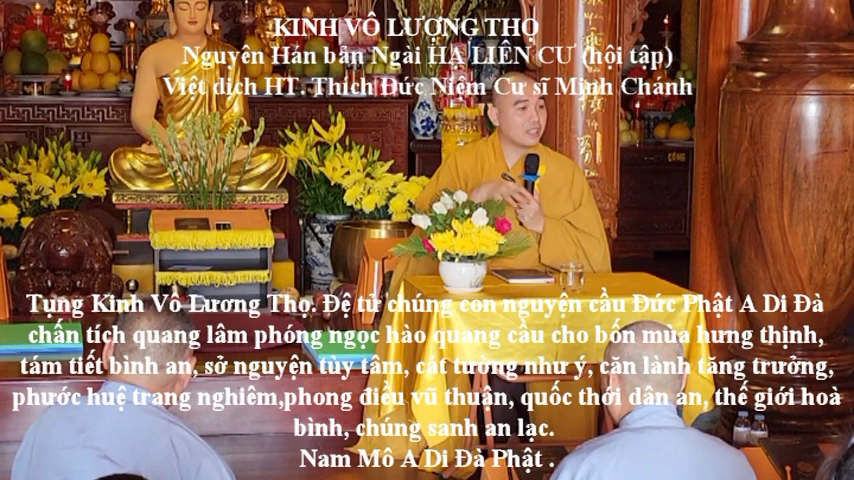 KINH VÔ LƯỢNG THỌ
Nguyên Hán bản Ngài HẠ LIÊN CƯ (hội tập)
Việt dịch HT. Thích Đức Niệm Cư sĩ Minh Chánh
CÔNG
Tụng Kinh Vô Lương Thọ. Đệ tử chúng con nguyện cầu Đức Phật A Di Đà
chấn tích quang lâm phóng ngọc hào quang cầu cho bốn mùa hưng thịnh,
tám tiết bình an, sở nguyện tùy tâm, cát tường như ý, căn lành tăng trưởng,
phước huệ trang nghiêm,phong điều vũ thuận, quốc thới dân an, thế giới hoà
bình, chúng sanh an lạc.
Nam Mô A Di Đà Phật .